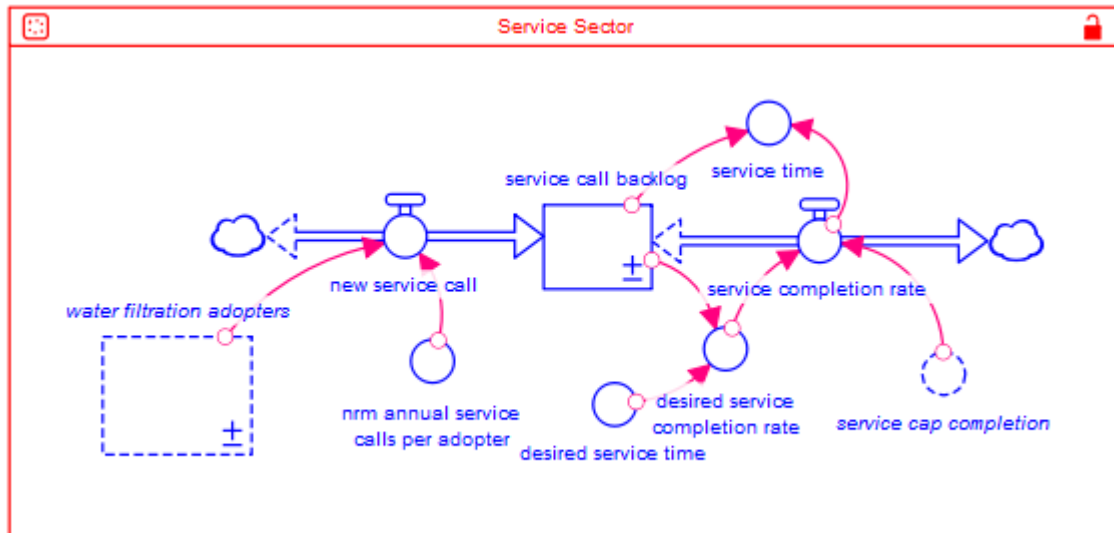 Service Sector
service time
service call backlog
new service call
service completion rate
water filtration adopters
nrm annual service
calls per adopter
desired service
completion rate
desired service time
service cap completion